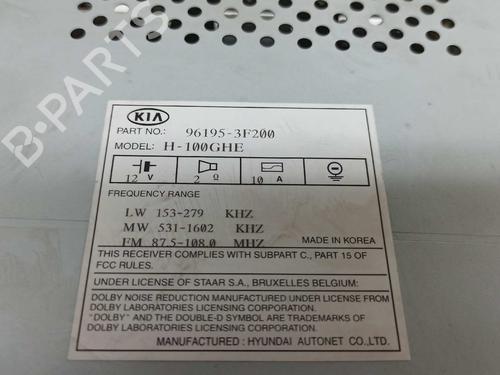 B-PARTS
KIA
PART NO.: 96195-3F200
MODEL: H-100GHE
12 V 2 Ω 10 A
FREQUENCY RANGE
LW 153-279 KHZ
MW 531-1602 KHZ
FM 87.5-108.0 MHZ
MADE IN KOREA
THIS RECEIVER COMPLIES WITH SUBPART C., PART 15 OF
FCC RULES.
UNDER LICENSE OF STAAR S.A., BRUXELLES BELGIUM:
DOLBY NOISE REDUCTION MANUFACTURED UNDER LICENSE FROM
DOLBY LABORATORIES LICENSING CORPORATION.
"DOLBY" AND THE DOUBLE-D SYMBOL ARE TRADEMARKS OF
DOLBY LABORATORIES LICENSING CORPORATION.
MANUFACTURED : HYUNDAI AUTONET CO.,LTD.